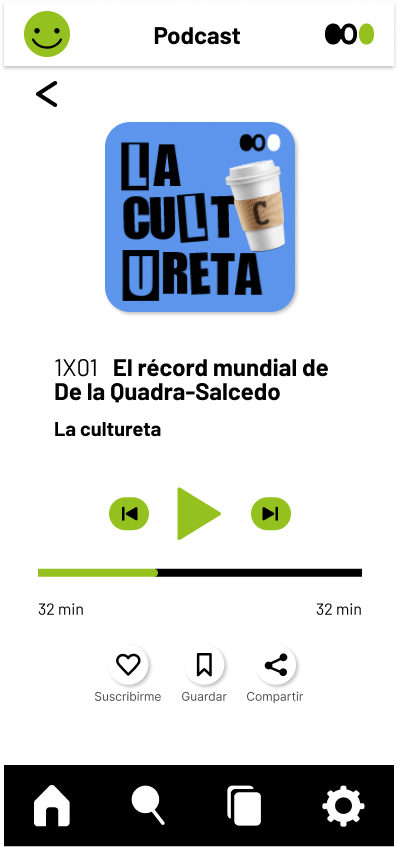 Podcast
LA
CULT
URETA
C
1X01 El récord mundial de
De la Quadra-Salcedo
La cultureta
32 min
32 min
Suscribirme
Guardar
Compartir